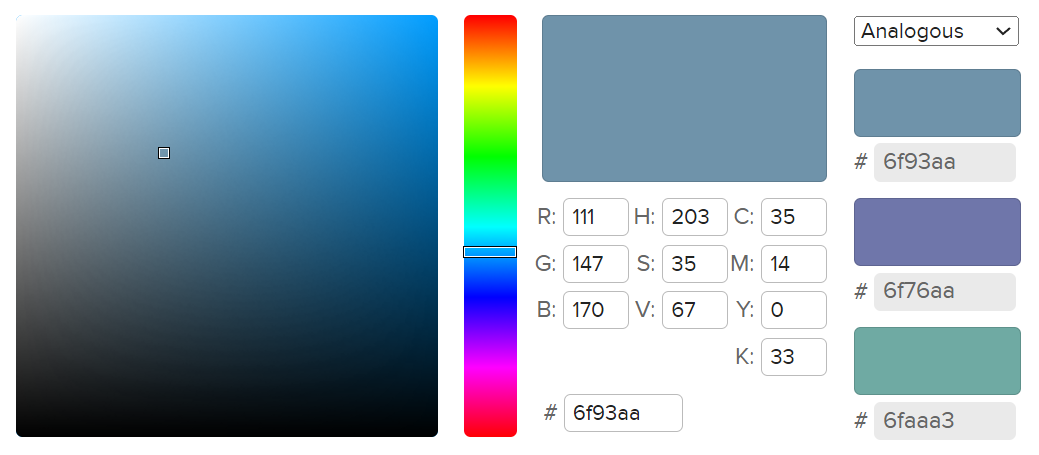 Analogous
# 6f93aa
R: 111 H: 203 C: 35
# 6f76aa
G: 147 S: 35 M: 14
B: 170 V: 67 Y: 0
K: 33
# 6f93aa
# 6faaa3